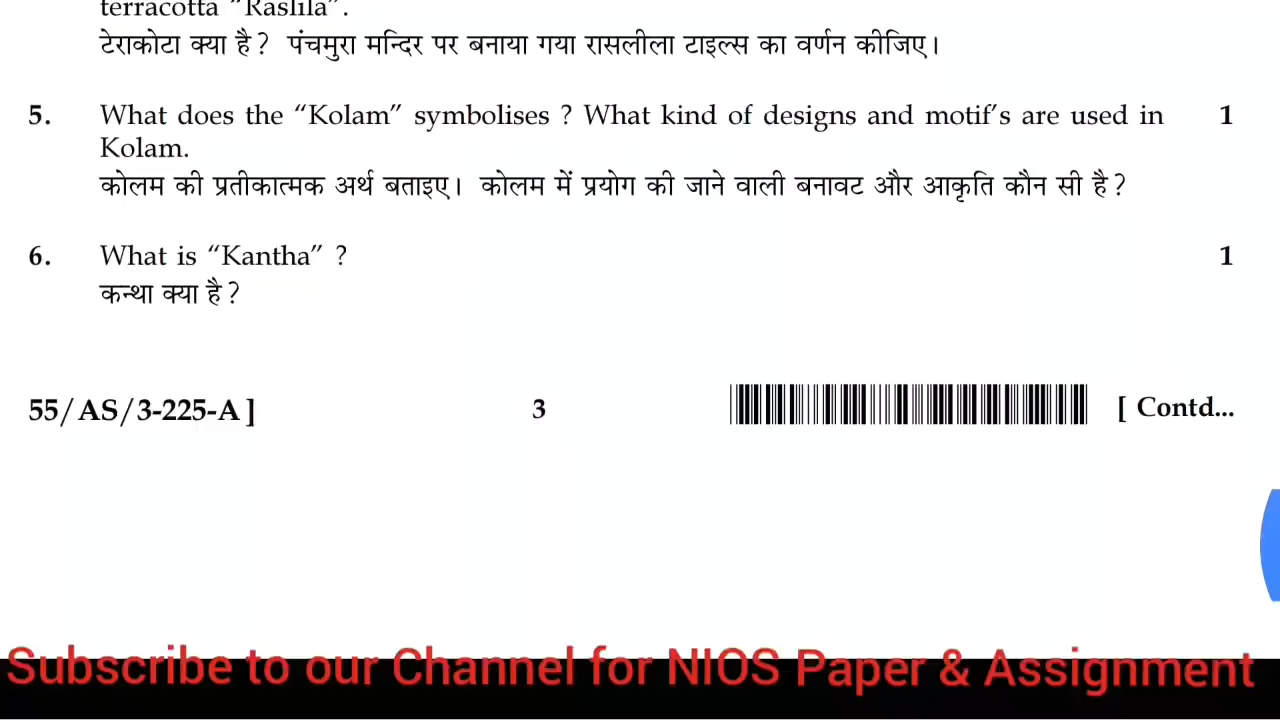 terracotta “Raslila”.
टेराकोटा क्या है? पंचमुरा मन्दिर पर बनाया गया रासलीला टाइल्स का वर्णन कीजिए।
5. What does the “Kolam” symbolises ? What kind of designs and motif’s are used in 1
Kolam.
कोलम की प्रतीकात्मक अर्थ बताइए। कोलम में प्रयोग की जाने वाली बनावट और आकृति कौन सी है?
6. What is “Kantha” ? 1
कन्था क्या है?
55/AS/3-225-A ] 3 [ Contd...
Subscribe to our Channel for NIOS Paper & Assignment